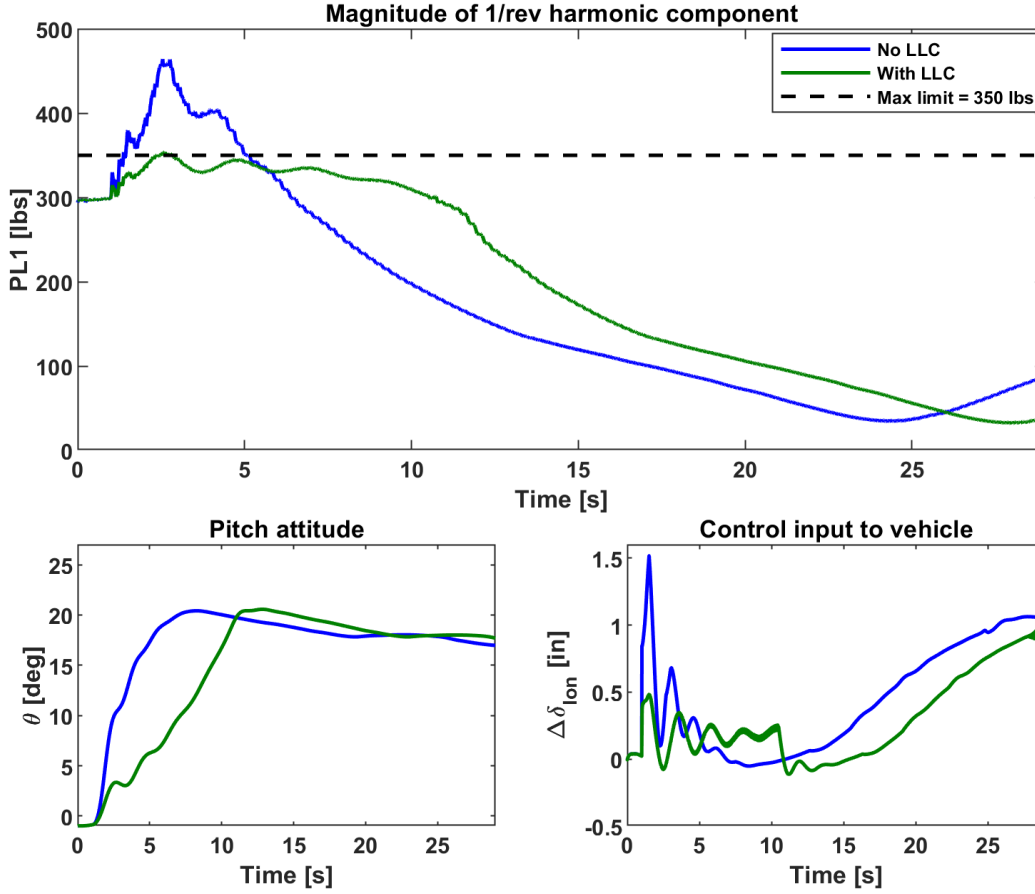 Magnitude of 1/rev harmonic component
500
400
300
200
100
0
PL1 [lbs]
No LLC
With LLC
Max limit = 350 lbs
0 5 10 15 20 25
Time [s]
Pitch attitude
25
20
15
10
5
0
θ [deg]
0 5 10 15 20 25
Time [s]
Control input to vehicle
1.5
1
0.5
0
-0.5
Δδlon [in]
0 5 10 15 20 25
Time [s]